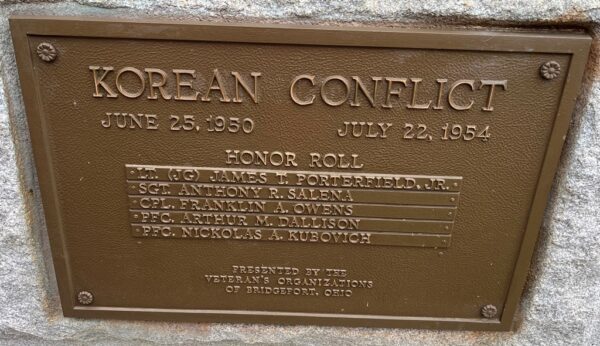 KOREAN CONFLICT
JUNE 25, 1950 JULY 22, 1954
HONOR ROLL
LT. (JG) JAMES T. PORTERFIELD, JR.
SGT. ANTHONY R. SALENA
CPL. FRANKLIN A. OWENS
PFC. ARTHUR M. DALLISON
PFC. NICKOLAS A. KUBOVICH
PRESENTED BY THE
VETERAN'S ORGANIZATIONS
OF BRIDGEPORT, OHIO